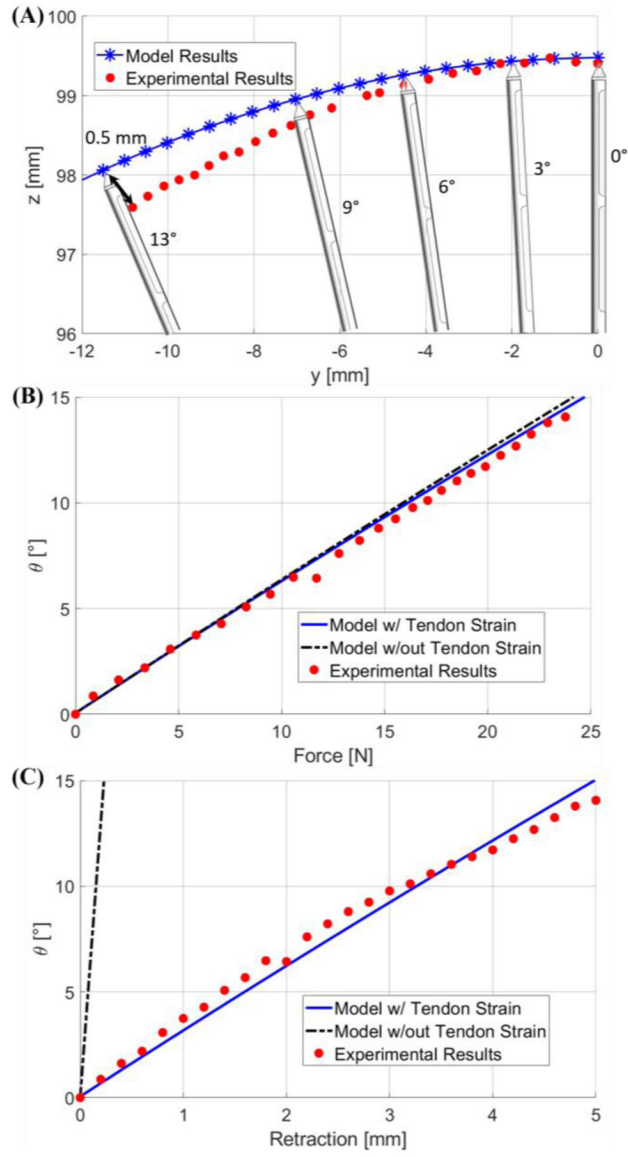 (A)
100
99
98
97
96
z [mm]
Model Results
Experimental Results
0.5 mm
13°
9°
6°
3°
0°
-12 -10 -8 -6 -4 -2 0
y [mm]
(B)
15
10
5
0
θ [°]
Model w/ Tendon Strain
Model w/out Tendon Strain
Experimental Results
0 5 10 15 20 25
Force [N]
(C)
15
10
5
0
θ [°]
Model w/ Tendon Strain
Model w/out Tendon Strain
Experimental Results
0 1 2 3 4 5
Retraction [mm]